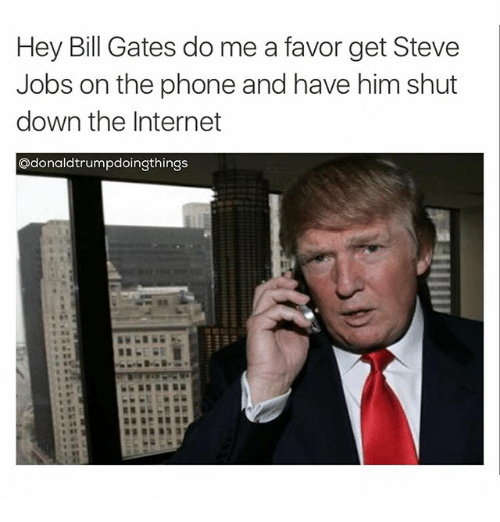 Hey Bill Gates do me a favor get Steve
Jobs on the phone and have him shut
down the Internet
@donaldtrumpdoingthings